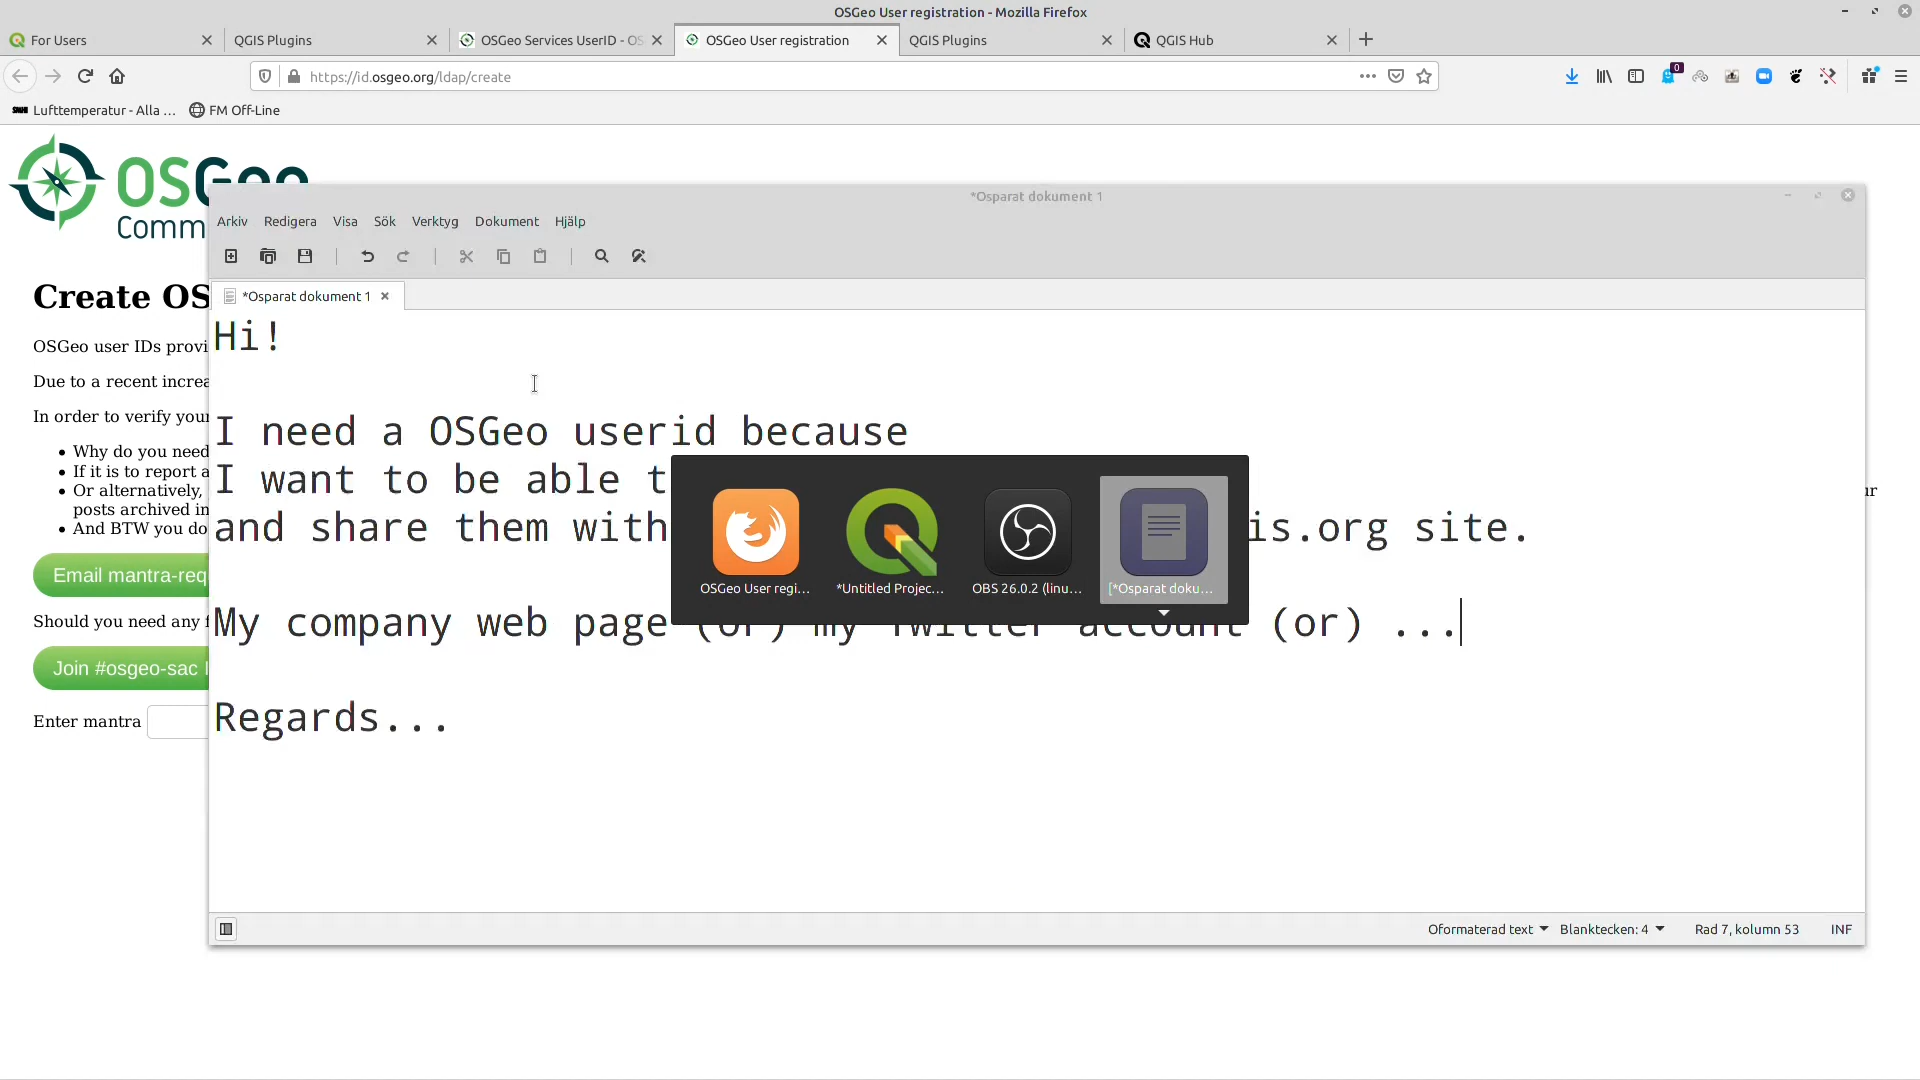 OSGeo User registration - Mozilla Firefox
For Users
QGIS Plugins
OSGeo Services UserID - OS
OSGeo User registration
QGIS Plugins
QGIS Hub
https://id.osgeo.org/ldap/create
0
Lufttemperatur - Alla ...
FM Off-Line
OSGeo
Comm
*Osparat dokument 1
Arkiv Redigera Visa Sök Verktyg Dokument Hjälp
*Osparat dokument 1
Create OS
OSGeo user IDs provi
Due to a recent increa
In order to verify your
Why do you need
If it is to report a
Or alternatively,
posts archived in
And BTW you do
Email mantra-req
Should you need any f
Join #osgeo-sac
Enter mantra
Hi!
I need a OSGeo userid because
I want to be able t
and share them with is.org site.
My company web page (or) my Twitter account (or) ...
Regards...
OSGeo User regi...
*Untitled Projec...
OBS 26.0.2 (linu...
[*Osparat doku...
Oformaterad text
Blanktecken: 4
Rad 7, kolumn 53
INF